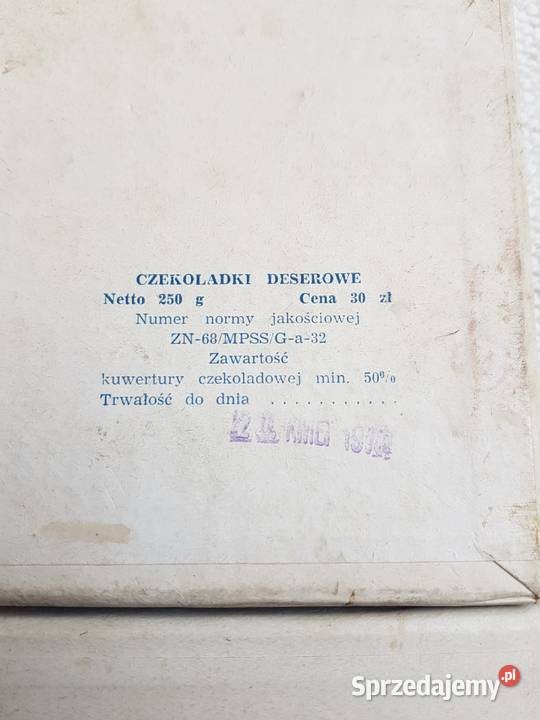 CZEKOLADKI DESEROWE
Netto 250 g Cena 30 zł
Numer normy jakościowej
ZN-68/MPSS/G-a-32
Zawartość
kuwertury czekoladowej min. 50%
Trwałość do dnia ...........
Sprzedajemy.pl